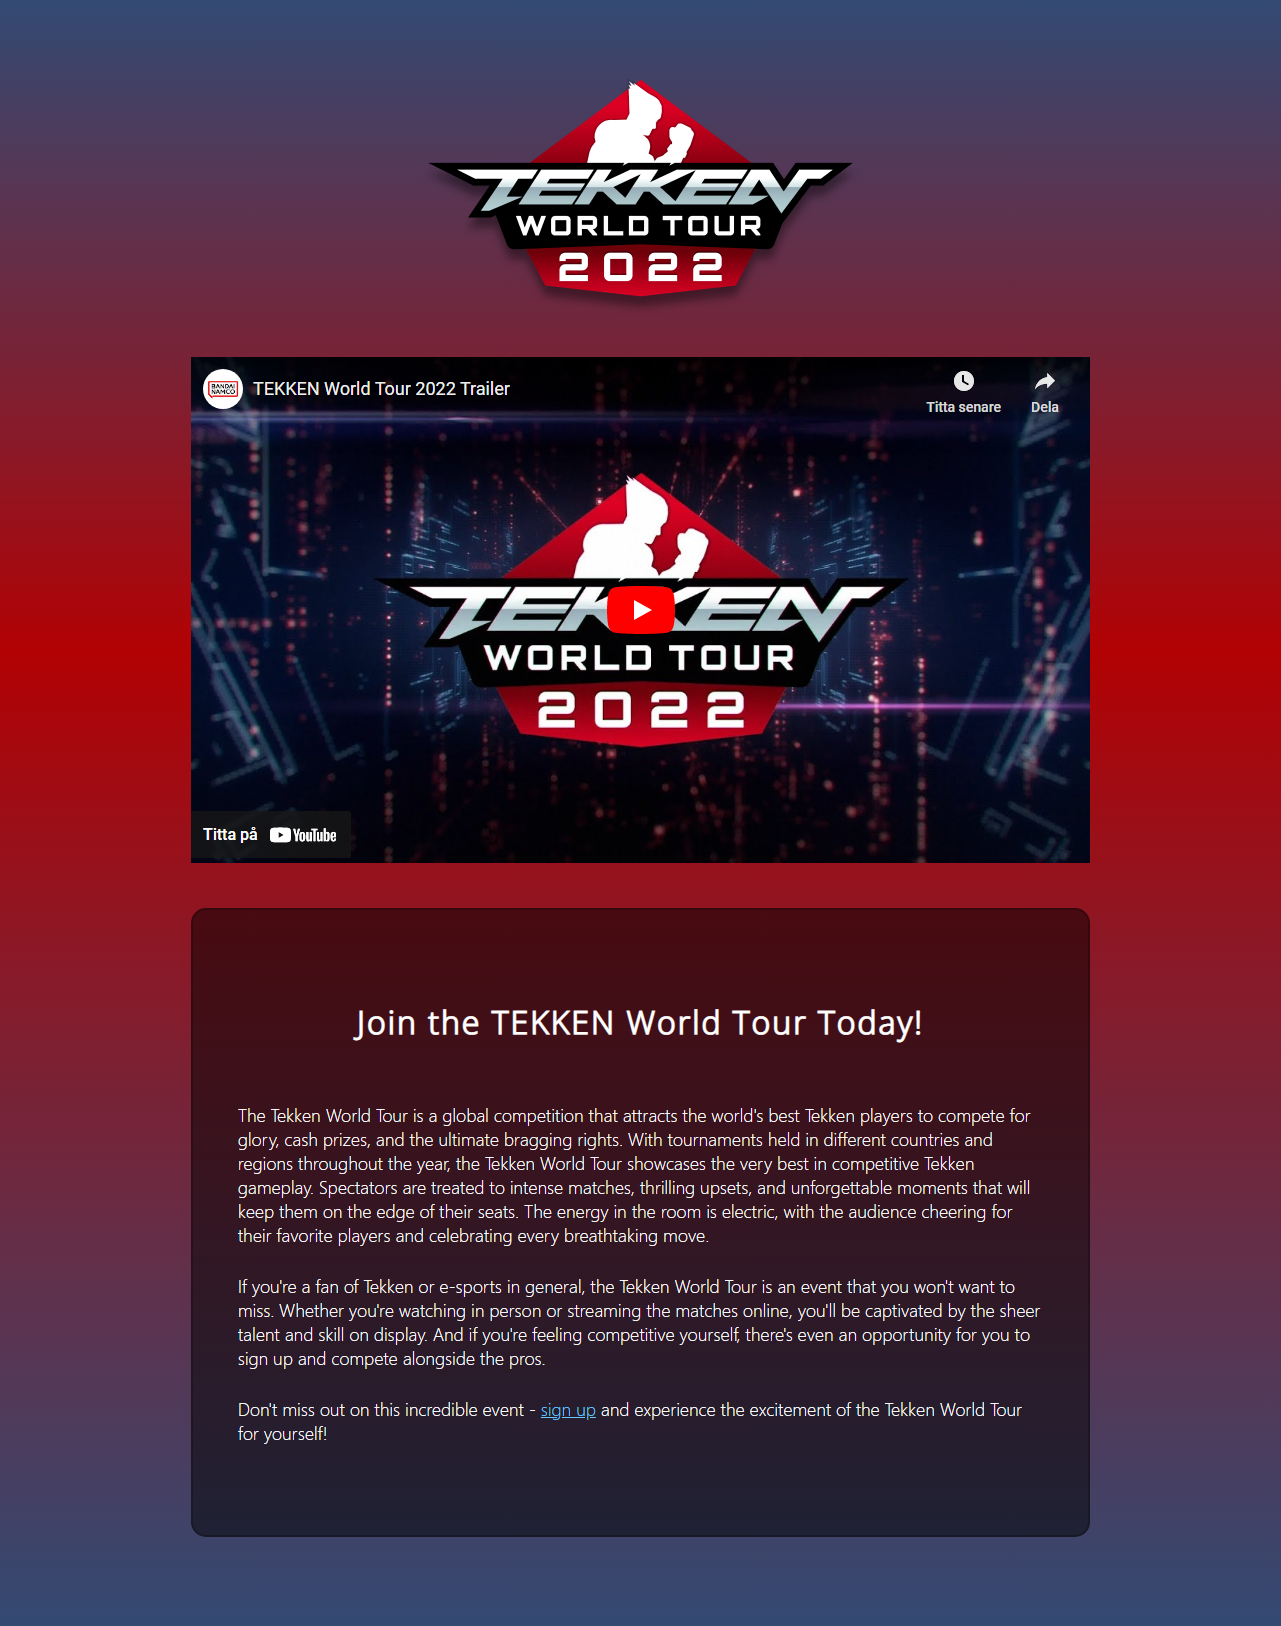 TEKKEN
WORLD TOUR
2022
BANDAI
NAMCO
TEKKEN World Tour 2022 Trailer
Titta senare
Dela
TEKKEN
WORLD TOUR
2022
Titta på YouTube
Join the TEKKEN World Tour Today!
The Tekken World Tour is a global competition that attracts the world's best Tekken players to compete for
glory, cash prizes, and the ultimate bragging rights. With tournaments held in different countries and
regions throughout the year, the Tekken World Tour showcases the very best in competitive Tekken
gameplay. Spectators are treated to intense matches, thrilling upsets, and unforgettable moments that will
keep them on the edge of their seats. The energy in the room is electric, with the audience cheering for
their favorite players and celebrating every breathtaking move.
If you're a fan of Tekken or e-sports in general, the Tekken World Tour is an event that you won't want to
miss. Whether you're watching in person or streaming the matches online, you'll be captivated by the sheer
talent and skill on display. And if you're feeling competitive yourself, there's even an opportunity for you to
sign up and compete alongside the pros.
Don't miss out on this incredible event - sign up and experience the excitement of the Tekken World Tour
for yourself!